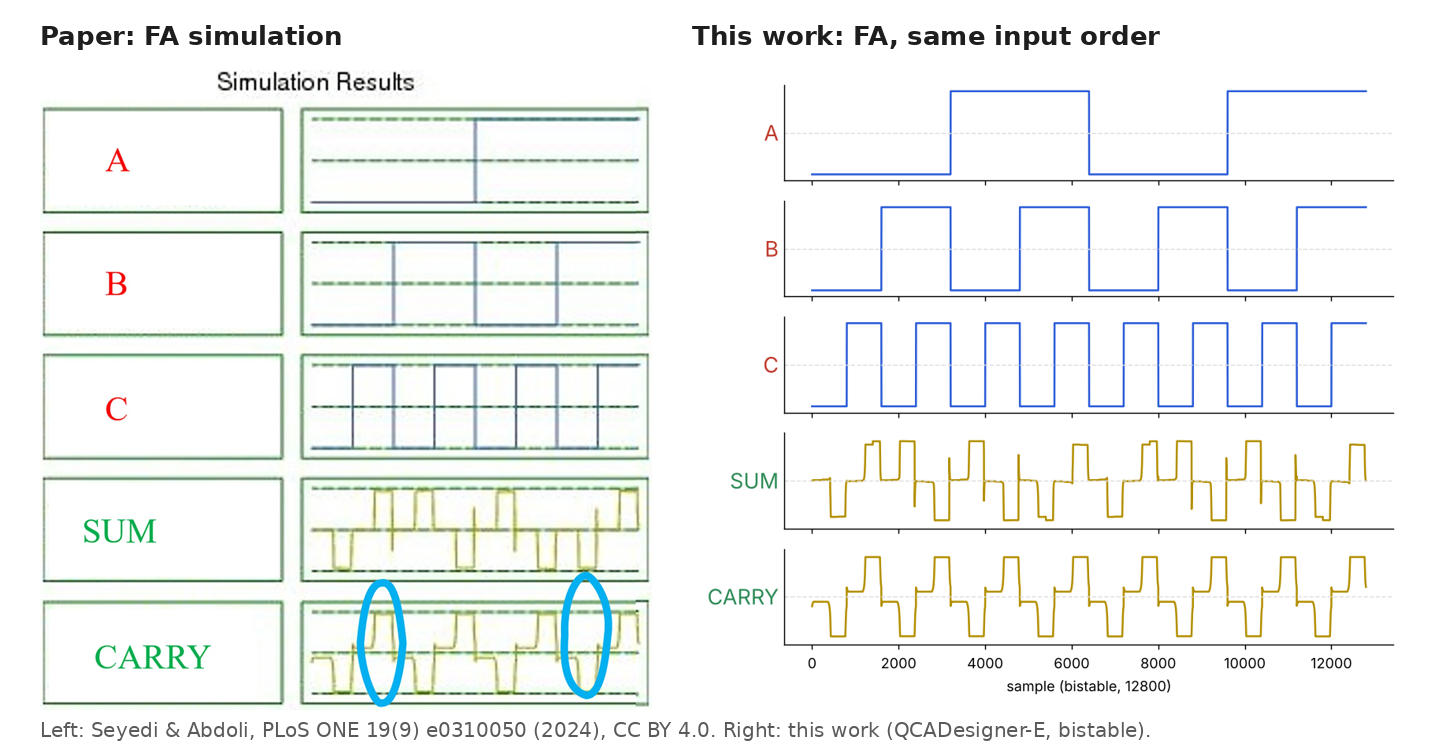 Paper: FA simulation
This work: FA, same input order
Simulation Results
A
B
C
SUM
CARRY
A
B
C
SUM
CARRY
0 2000 4000 6000 8000 10000 12000
sample (bistable, 12800)
Left: Seyedi & Abdoli, PLoS ONE 19(9) e0310050 (2024), CC BY 4.0. Right: this work (QCADesigner-E, bistable).